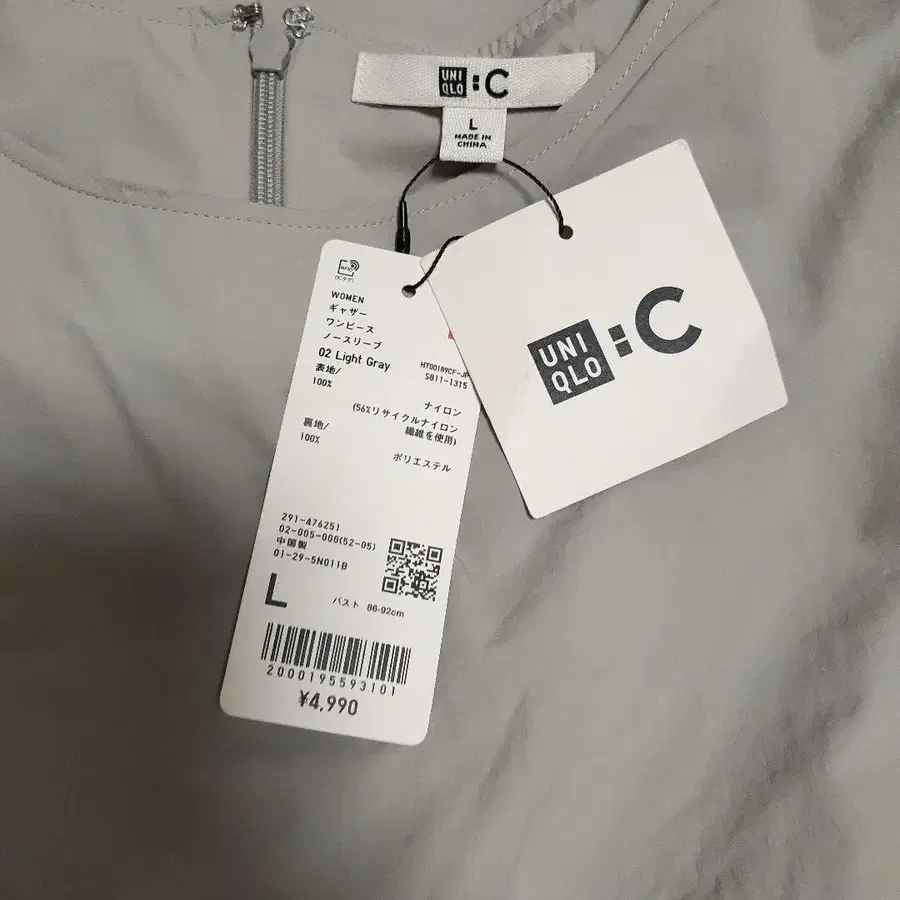 UNI
QLO
:C
L
MADE IN
CHINA
WOMEN
ギャザー
ワンピース
ノースリーブ
02 Light Gray
HT00189CF-JP
S811-1315
表地/
100%
ナイロン
(56%リサイクルナイロン
繊維を使用)
裏地/
100%
ポリエステル
291-476251
02-005-000(52-05)
中国製
01-29-5N011B
L
バスト 86-92cm
2000195593101
¥4,990
UNI
QLO
:C